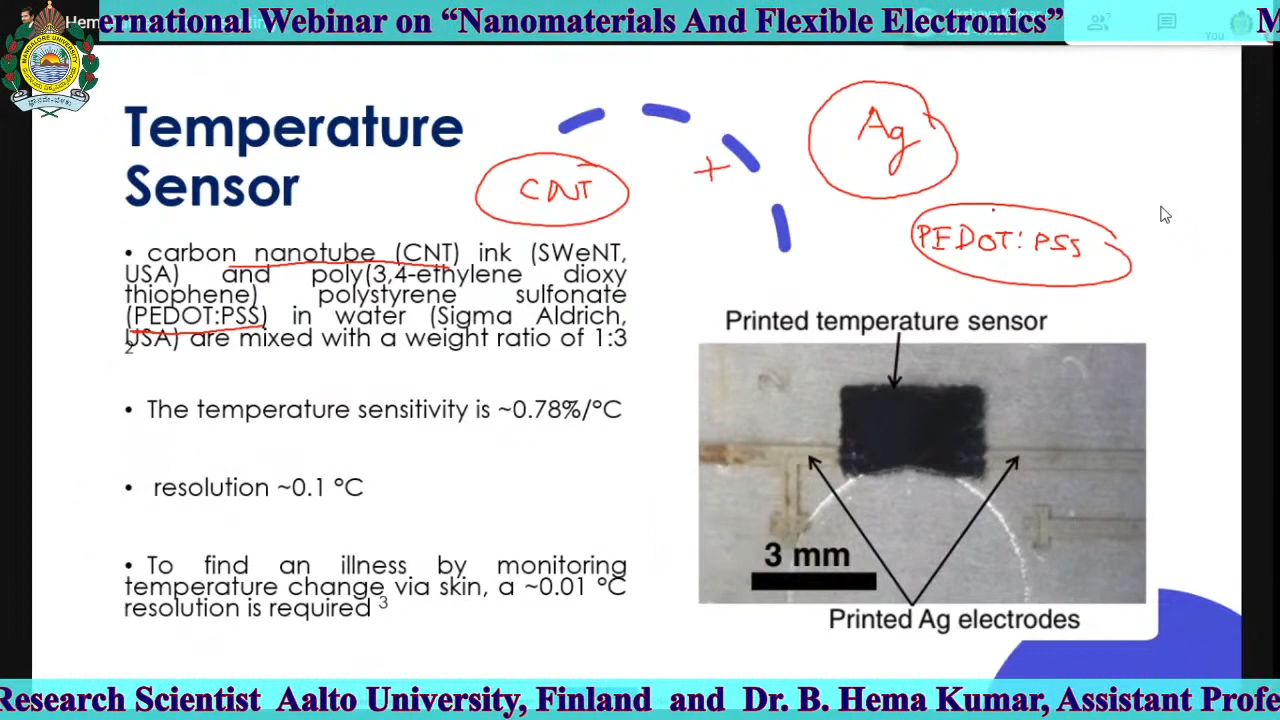 ernational Webinar on “Nanomaterials And Flexible Electronics” M
Hem
You
Temperature
Sensor
CNT
+
Ag
PEDOT:PSS
• carbon nanotube (CNT) ink (SWeNT,
USA) and poly(3,4-ethylene dioxy
thiophene) polystyrene sulfonate
(PEDOT:PSS) in water (Sigma Aldrich,
USA) are mixed with a weight ratio of 1:3
2
• The temperature sensitivity is ~0.78%/°C
• resolution ~0.1 °C
• To find an illness by monitoring
temperature change via skin, a ~0.01 °C
resolution is required 3
Printed temperature sensor
3 mm
Printed Ag electrodes
Research Scientist Aalto University, Finland and Dr. B. Hema Kumar, Assistant Profe